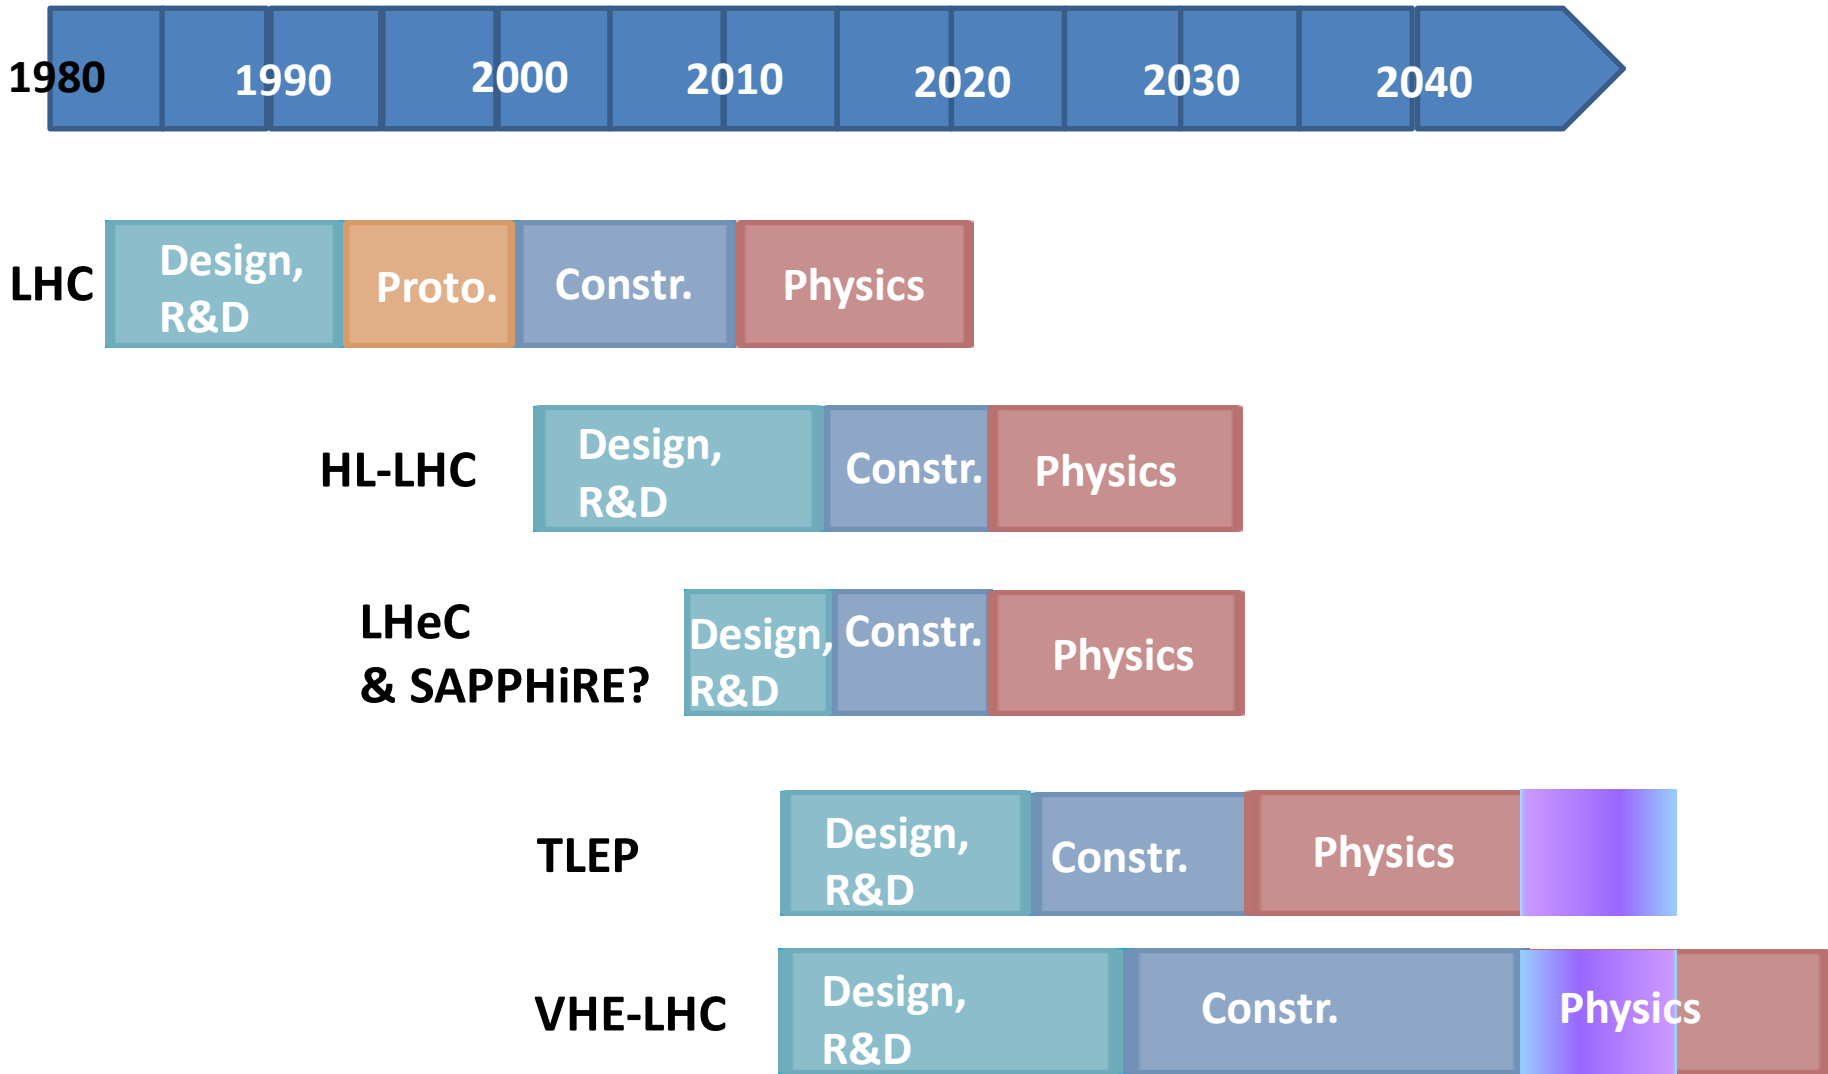 1980 1990 2000 2010 2020 2030 2040
LHC
Design,
R&D
Proto.
Constr.
Physics
HL-LHC
Design,
R&D
Constr.
Physics
LHeC
& SAPPHiRE?
Design,
R&D
Constr.
Physics
TLEP
Design,
R&D
Constr.
Physics
VHE-LHC
Design,
R&D
Constr.
Physics